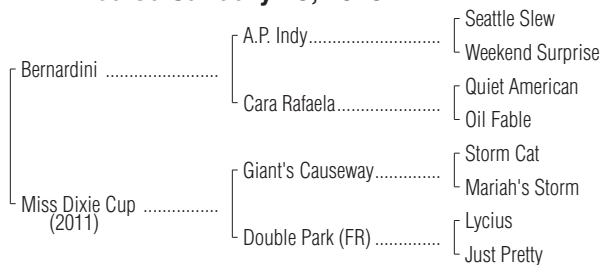 Seattle Slew
A.P. Indy
Weekend Surprise
Bernardini
Quiet American
Cara Rafaela
Oil Fable
Storm Cat
Giant's Causeway
Mariah's Storm
Miss Dixie Cup
(2011)
Lycius
Double Park (FR)
Just Pretty